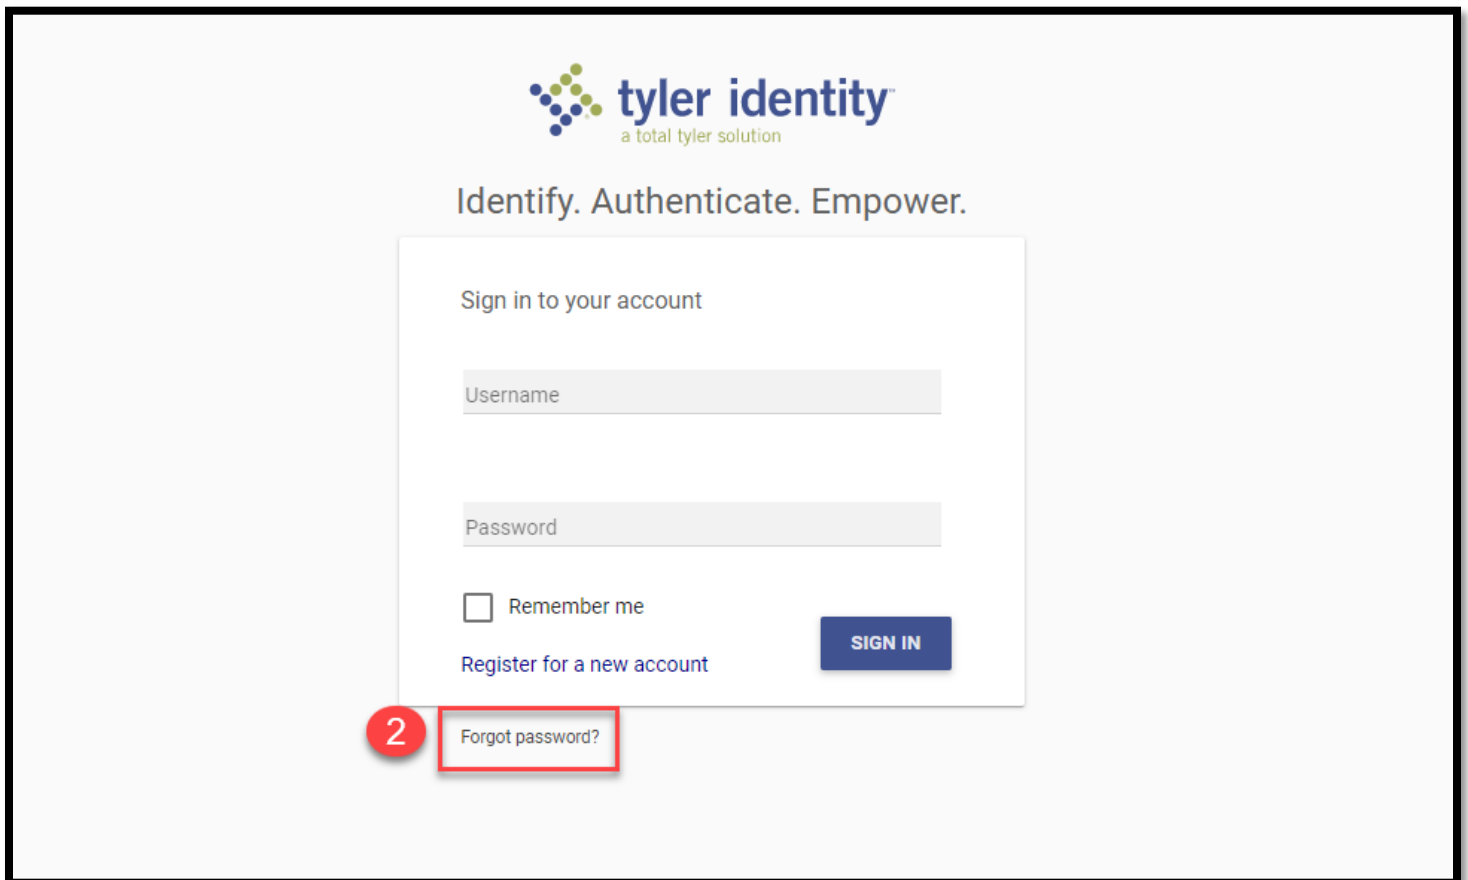 tyler identity™
a total tyler solution
Identify. Authenticate. Empower.
Sign in to your account
Username
Password
Remember me
SIGN IN
Register for a new account
2
Forgot password?